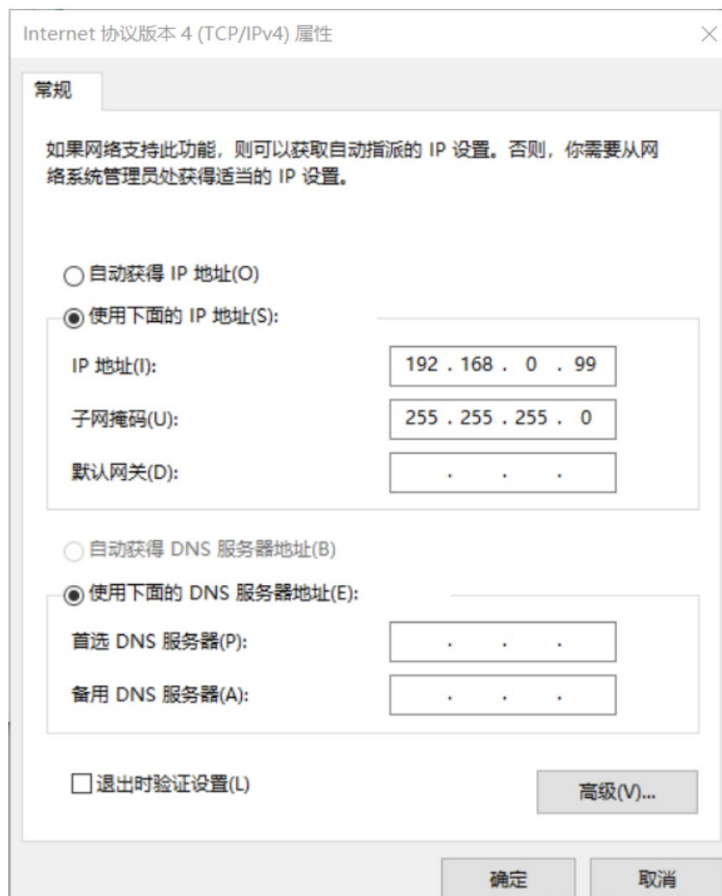 Internet 协议版本 4 (TCP/IPv4) 属性
常规
如果网络支持此功能，则可以获取自动指派的 IP 设置。否则，你需要从网
络系统管理员处获得适当的 IP 设置。
自动获得 IP 地址(O)
使用下面的 IP 地址(S):
IP 地址(I): 192 . 168 . 0 . 99
子网掩码(U): 255 . 255 . 255 . 0
默认网关(D): . . .
自动获得 DNS 服务器地址(B)
使用下面的 DNS 服务器地址(E):
首选 DNS 服务器(P): . . .
备用 DNS 服务器(A): . . .
退出时验证设置(L)
高级(V)...
确定 取消